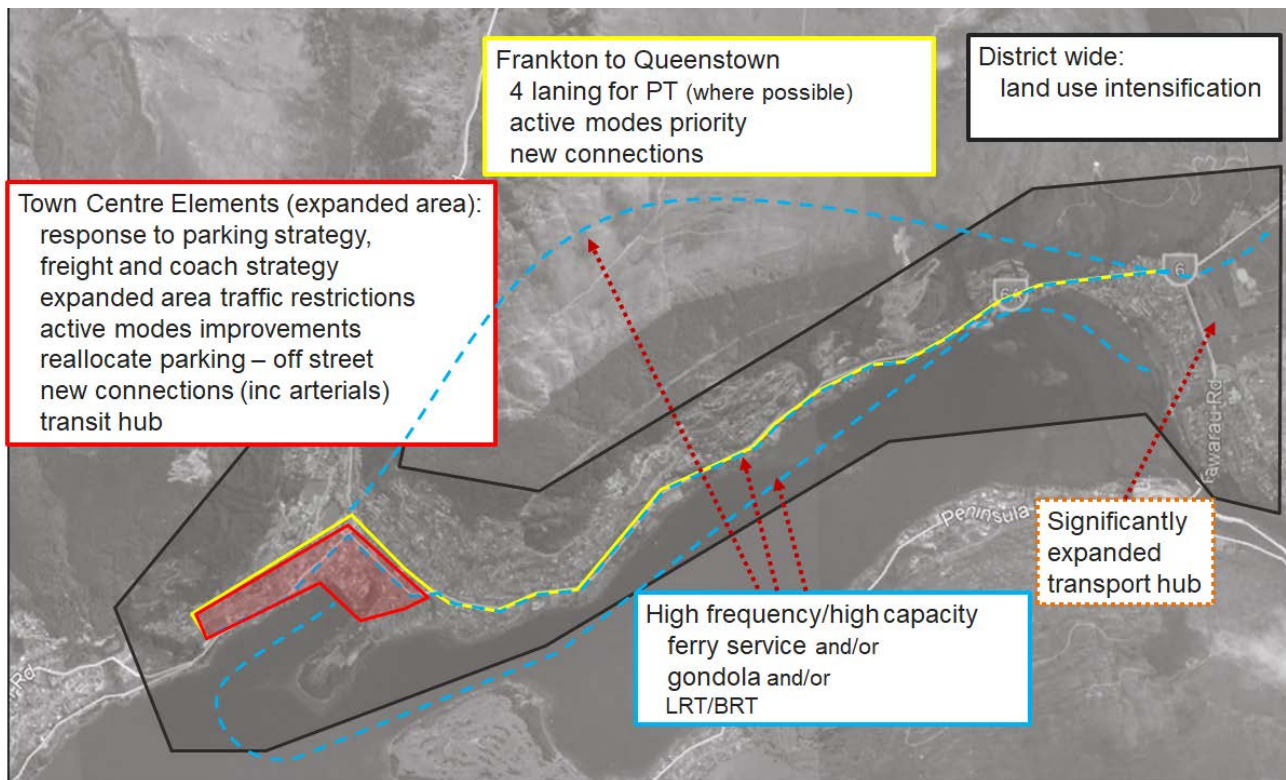 Frankton to Queenstown
4 laning for PT (where possible)
active modes priority
new connections
District wide:
land use intensification
Town Centre Elements (expanded area):
response to parking strategy,
freight and coach strategy
expanded area traffic restrictions
active modes improvements
reallocate parking – off street
new connections (inc arterials)
transit hub
6
6A
Peninsula
Significantly
expanded
transport hub
High frequency/high capacity
ferry service and/or
gondola and/or
LRT/BRT
Rd